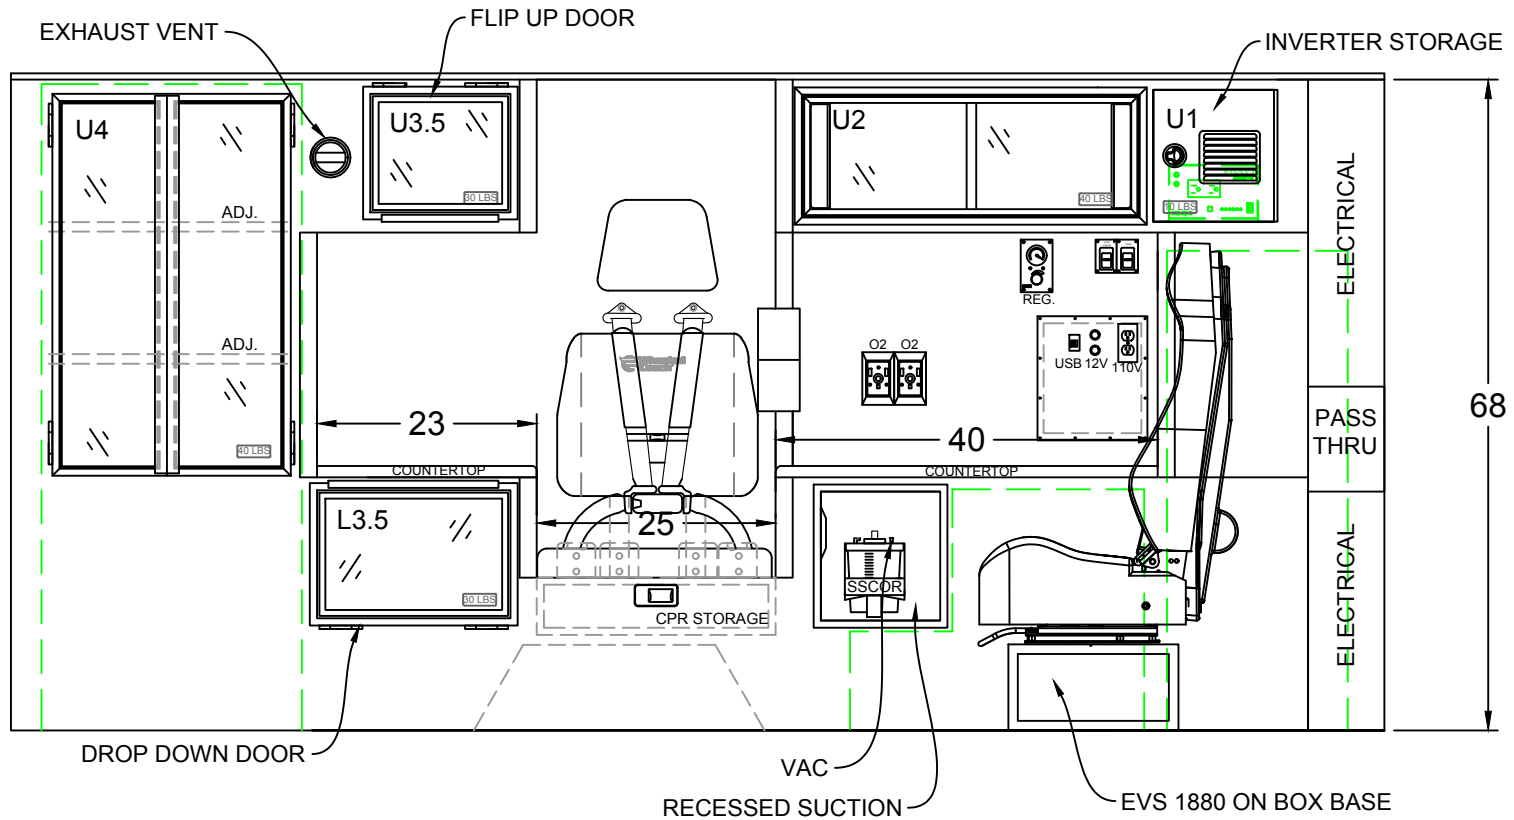 EXHAUST VENT
FLIP UP DOOR
INVERTER STORAGE
U4
U3.5
U2
U1
30 LBS
40 LBS
10 LBS
ADJ.
ELECTRICAL
REG.
ADJ.
O2 O2
USB 12V 110V
23
40
68
PASS
THRU
40 LBS
COUNTERTOP
COUNTERTOP
L3.5
25
30 LBS
SSCOR
CPR STORAGE
ELECTRICAL
DROP DOWN DOOR
VAC
RECESSED SUCTION
EVS 1880 ON BOX BASE